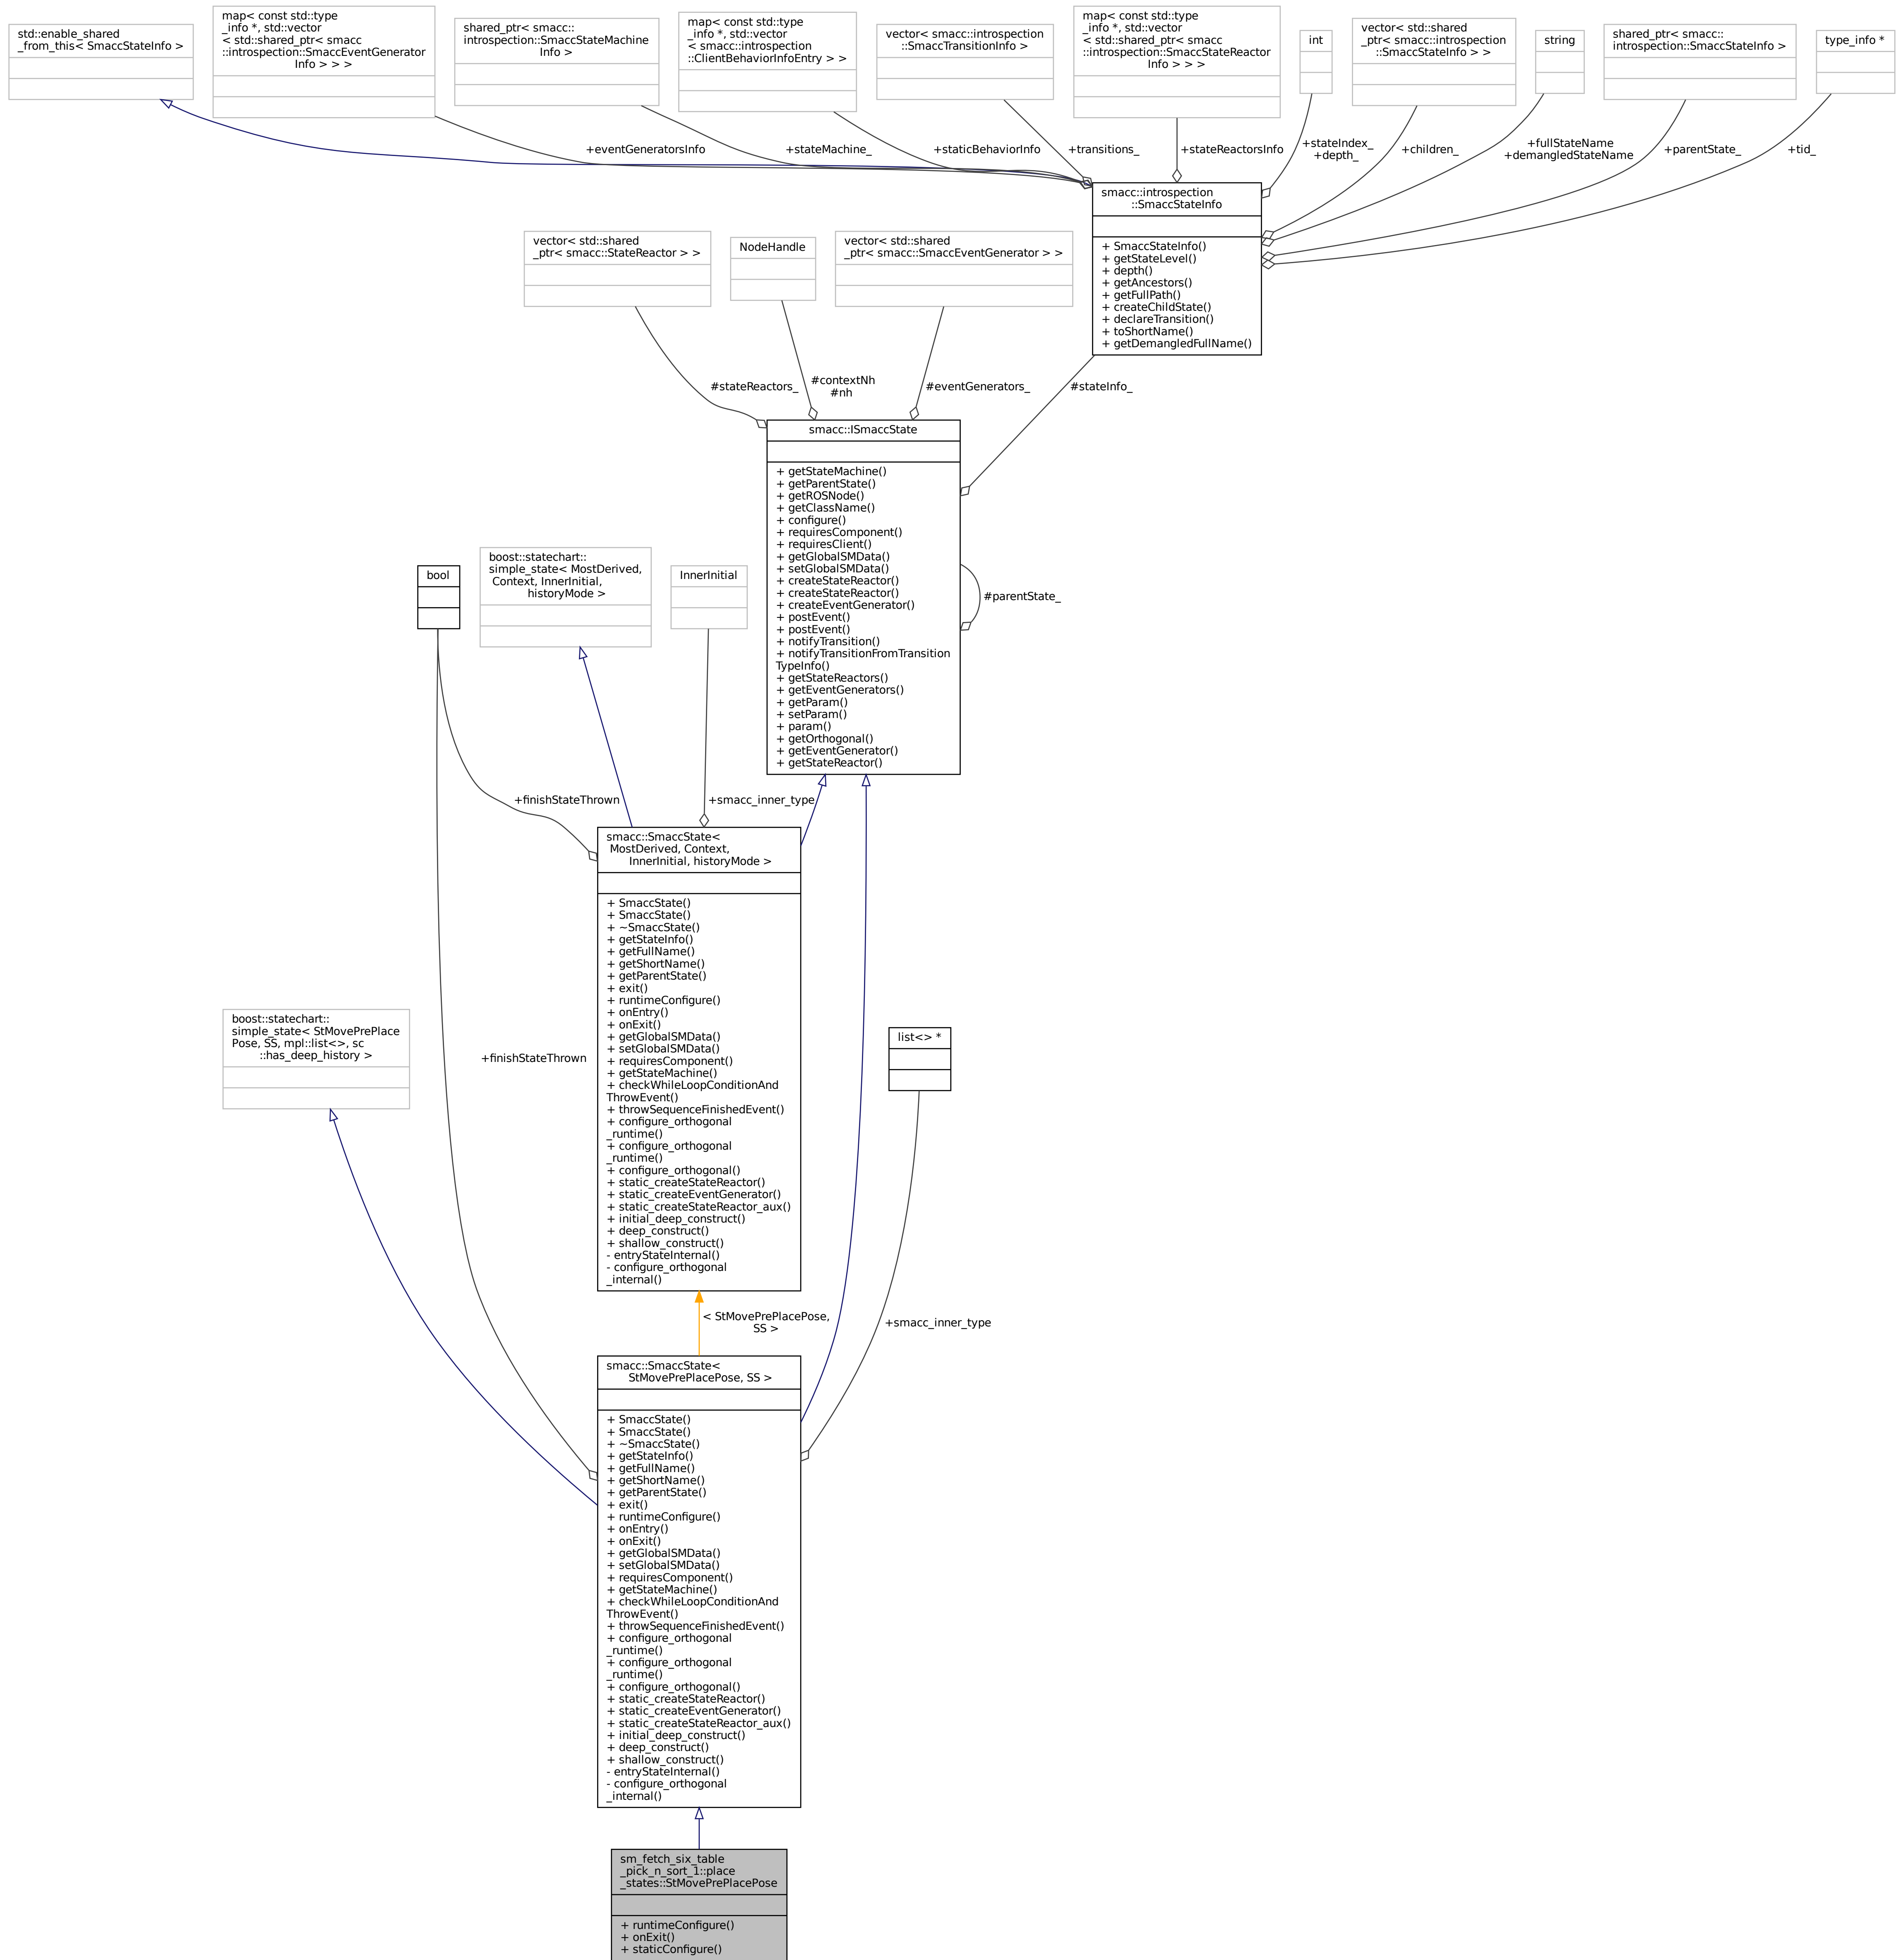 std::enable_shared
_from_this< SmaccStateInfo >
map< const std::type
_info *, std::vector
< std::shared_ptr< smacc
::introspection::SmaccEventGenerator
Info > > >
shared_ptr< smacc::
introspection::SmaccStateMachine
Info >
map< const std::type
_info *, std::vector
< smacc::introspection
::ClientBehaviorInfoEntry > >
vector< smacc::introspection
::SmaccTransitionInfo >
map< const std::type
_info *, std::vector
< std::shared_ptr< smacc
::introspection::SmaccStateReactor
Info > > >
int
vector< std::shared
_ptr< smacc::introspection
::SmaccStateInfo > >
string
shared_ptr< smacc::
introspection::SmaccStateInfo >
type_info *
+eventGeneratorsInfo
+stateMachine_
+staticBehaviorInfo
+transitions_
+stateReactorsInfo
+stateIndex_
+depth_
+children_
+fullStateName
+demangledStateName
+parentState_
+tid_
smacc::introspection
::SmaccStateInfo
+ SmaccStateInfo()
+ getStateLevel()
+ depth()
+ getAncestors()
+ getFullPath()
+ createChildState()
+ declareTransition()
+ toShortName()
+ getDemangledFullName()
vector< std::shared
_ptr< smacc::StateReactor > >
NodeHandle
vector< std::shared
_ptr< smacc::SmaccEventGenerator > >
#stateReactors_
#contextNh
#nh
#eventGenerators_
#stateInfo_
smacc::ISmaccState
+ getStateMachine()
+ getParentState()
+ getROSNode()
+ getClassName()
+ configure()
+ requiresComponent()
+ requiresClient()
+ getGlobalSMData()
+ setGlobalSMData()
+ createStateReactor()
+ createStateReactor()
+ createEventGenerator()
+ postEvent()
+ postEvent()
+ notifyTransition()
+ notifyTransitionFromTransition
TypeInfo()
+ getStateReactors()
+ getEventGenerators()
+ getParam()
+ setParam()
+ param()
+ getOrthogonal()
+ getEventGenerator()
+ getStateReactor()
#parentState_
bool
boost::statechart::
simple_state< MostDerived,
Context, InnerInitial,
historyMode >
InnerInitial
+finishStateThrown
+smacc_inner_type
smacc::SmaccState<
MostDerived, Context,
InnerInitial, historyMode >
+ SmaccState()
+ SmaccState()
+ ~SmaccState()
+ getStateInfo()
+ getFullName()
+ getShortName()
+ getParentState()
+ exit()
+ runtimeConfigure()
+ onEntry()
+ onExit()
+ getGlobalSMData()
+ setGlobalSMData()
+ requiresComponent()
+ getStateMachine()
+ checkWhileLoopConditionAnd
ThrowEvent()
+ throwSequenceFinishedEvent()
+ configure_orthogonal
_runtime()
+ configure_orthogonal
_runtime()
+ configure_orthogonal()
+ static_createStateReactor()
+ static_createEventGenerator()
+ static_createStateReactor_aux()
+ initial_deep_construct()
+ deep_construct()
+ shallow_construct()
- entryStateInternal()
- configure_orthogonal
_internal()
boost::statechart::
simple_state< StMovePrePlace
Pose, SS, mpl::list<>, sc
::has_deep_history >
+finishStateThrown
list<> *
< StMovePrePlacePose,
SS >
+smacc_inner_type
smacc::SmaccState<
StMovePrePlacePose, SS >
+ SmaccState()
+ SmaccState()
+ ~SmaccState()
+ getStateInfo()
+ getFullName()
+ getShortName()
+ getParentState()
+ exit()
+ runtimeConfigure()
+ onEntry()
+ onExit()
+ getGlobalSMData()
+ setGlobalSMData()
+ requiresComponent()
+ getStateMachine()
+ checkWhileLoopConditionAnd
ThrowEvent()
+ throwSequenceFinishedEvent()
+ configure_orthogonal
_runtime()
+ configure_orthogonal
_runtime()
+ configure_orthogonal()
+ static_createStateReactor()
+ static_createEventGenerator()
+ static_createStateReactor_aux()
+ initial_deep_construct()
+ deep_construct()
+ shallow_construct()
- entryStateInternal()
- configure_orthogonal
_internal()
sm_fetch_six_table
_pick_n_sort_1::place
_states::StMovePrePlacePose
+ runtimeConfigure()
+ onExit()
+ staticConfigure()